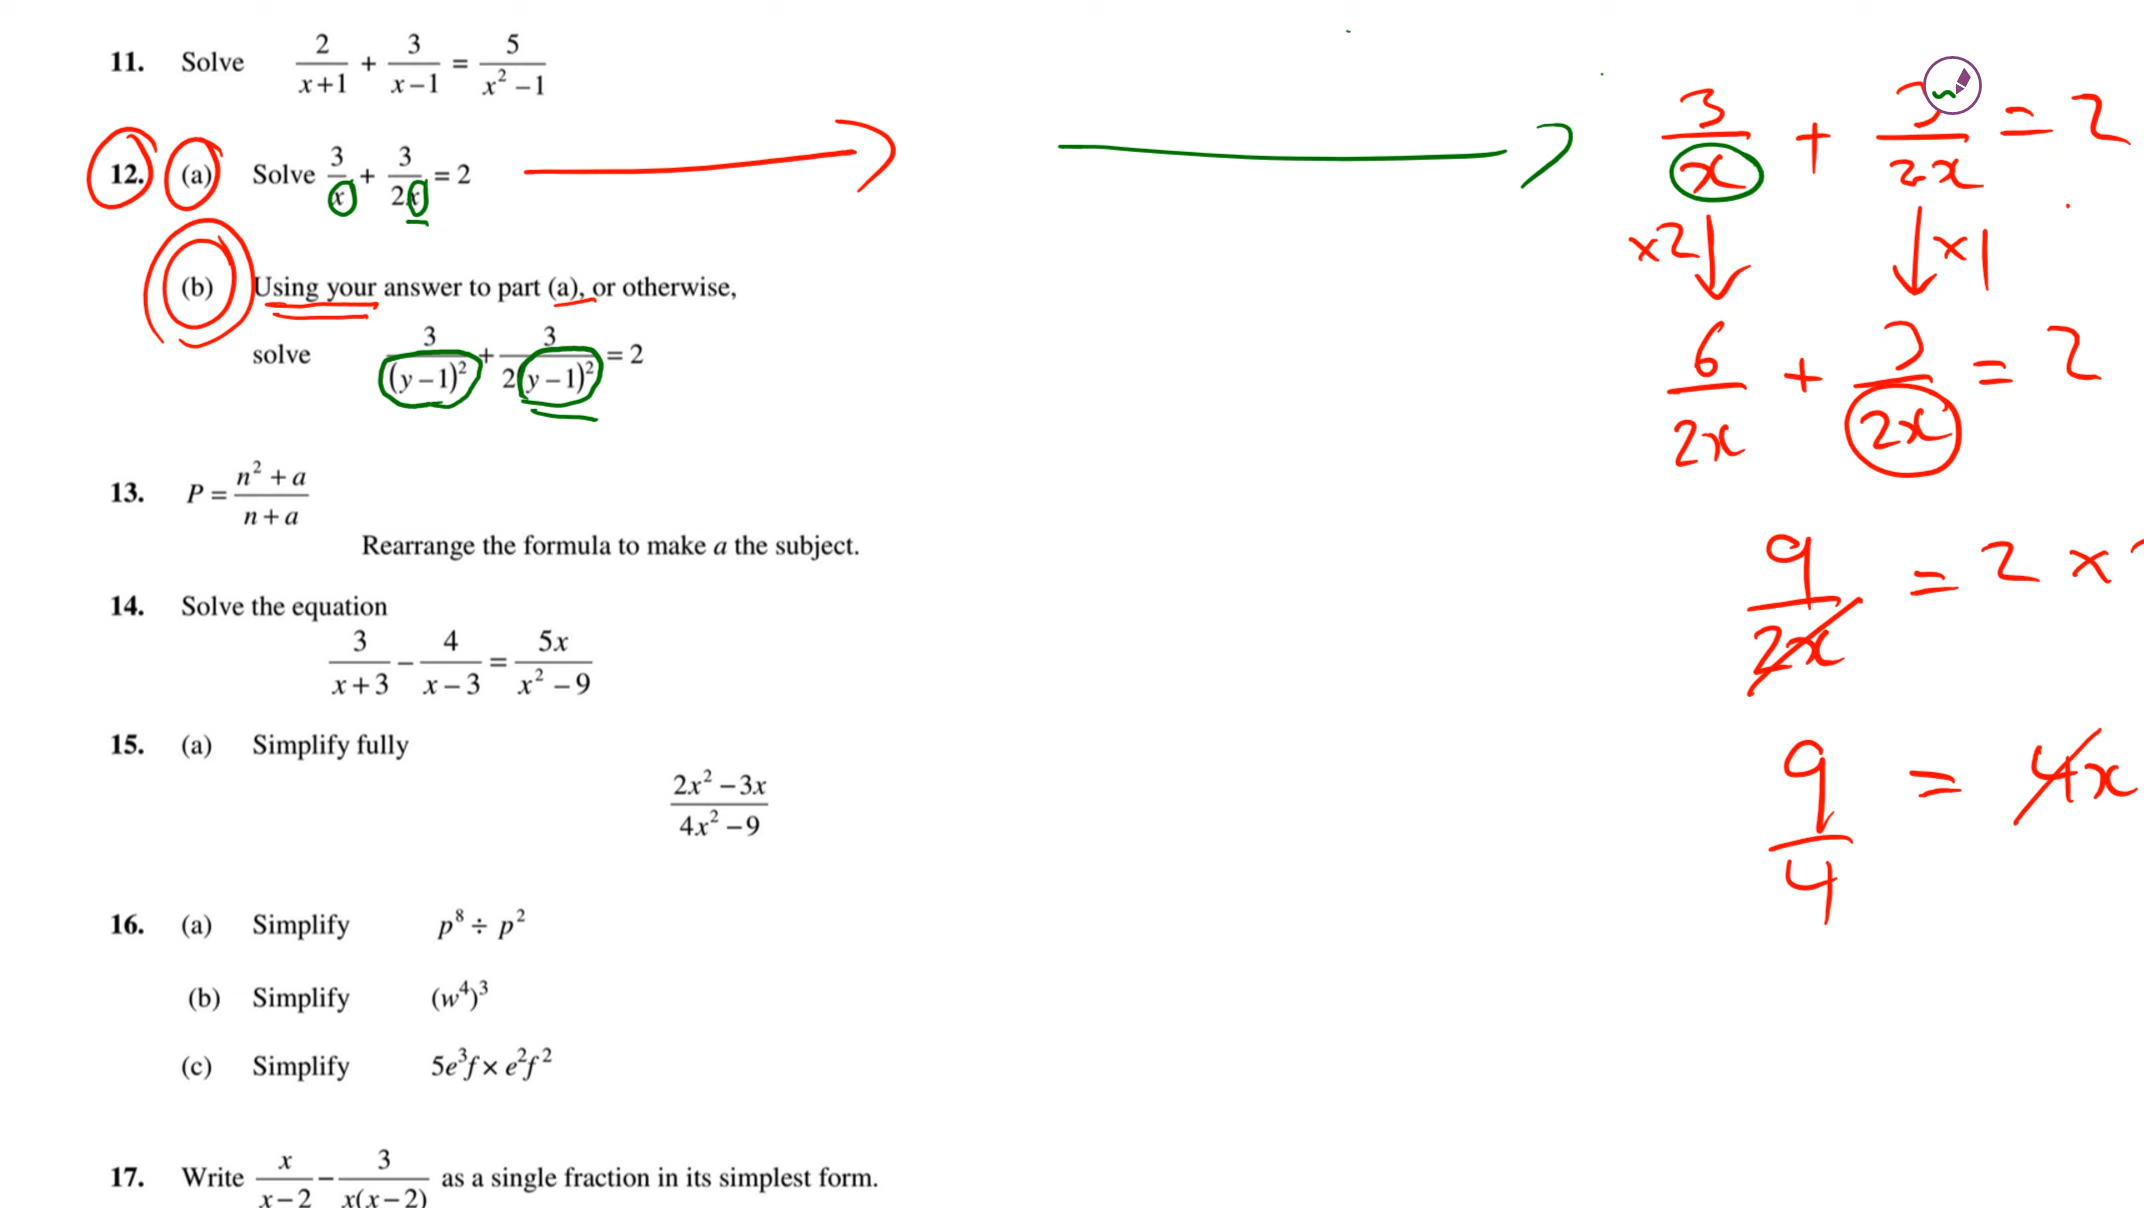 11. Solve 2/(x+1) + 3/(x−1) = 5/(x² −1)
12. (a) Solve 3/x + 3/2x = 2
(b) Using your answer to part (a), or otherwise,
solve 3/(y−1)² + 3/2(y−1)² = 2
13. P = (n² + a)/(n + a)
Rearrange the formula to make a the subject.
14. Solve the equation
3/(x+3) − 4/(x−3) = 5x/(x² −9)
15. (a) Simplify fully
(2x² −3x)/(4x² −9)
16. (a) Simplify p⁸ ÷ p²
(b) Simplify (w⁴)³
(c) Simplify 5e³f × e²f²
17. Write x/(x−2) − 3/x(x−2) as a single fraction in its simplest form.
3/x + 3/2x = 2
×2 ×1
6/2x + 3/2x = 2
9/2x = 2 ×
9/4 = 4x